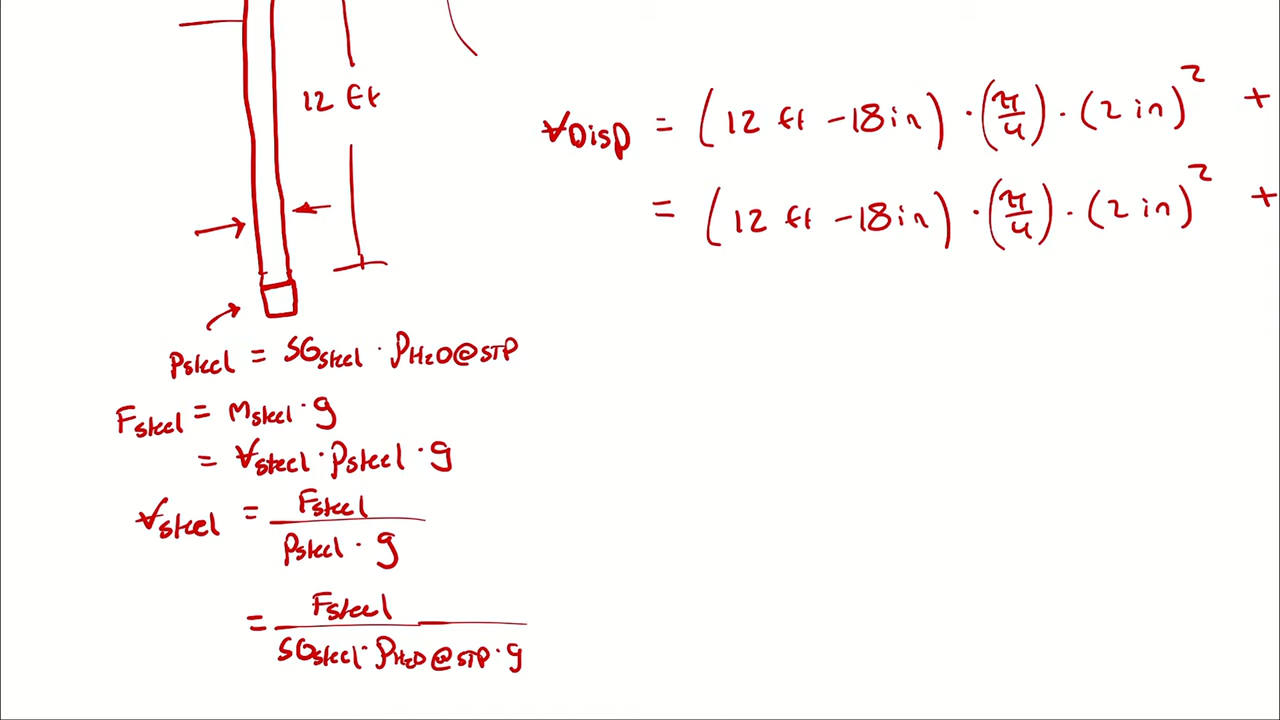 12 ft
∀Disp = (12 ft - 18 in) · (π/4) · (2 in)² +
= (12 ft - 18 in) · (π/4) · (2 in)² +
ρsteel = SGsteel · ρH₂O@STP
Fsteel = msteel · g
= ∀steel · ρsteel · g
∀steel = Fsteel / ρsteel · g
= Fsteel / SGsteel · ρH₂O@STP · g